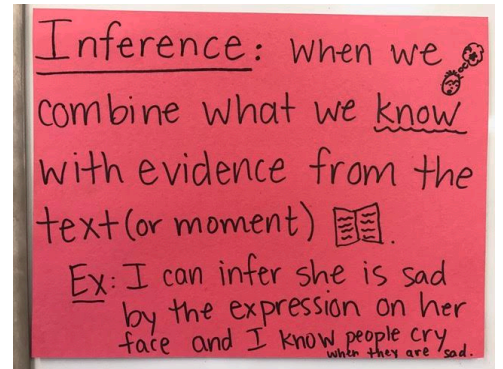 Inference: When we
combine what we know
with evidence from the
text (or moment).
Ex: I can infer she is sad
by the expression on her
face and I know people cry
when they are sad.